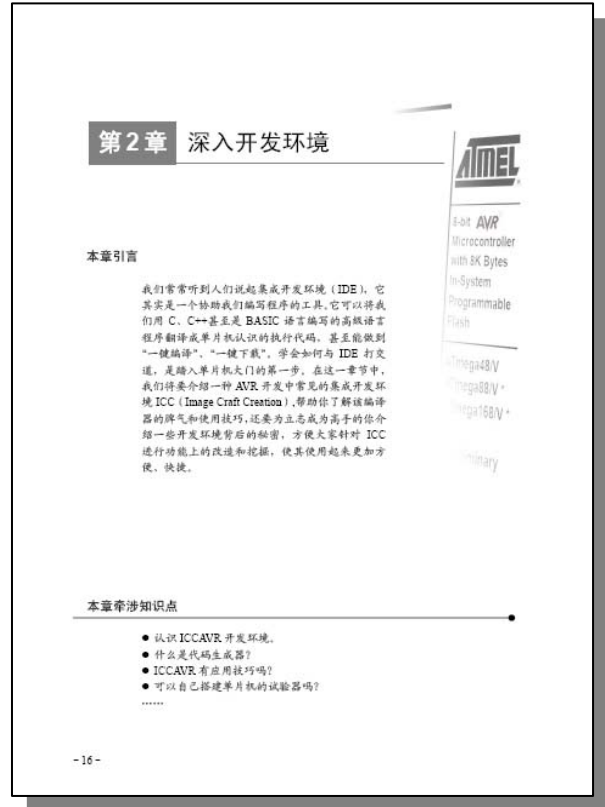 第2章 深入开发环境
ATMEL
®
8-bit AVR
Microcontroller
with 8K Bytes
In-System
Programmable
Flash
ATmega48/V
ATmega88/V *
ATmega168/V *
本章引言
我们常常听到人们说起集成开发环境（IDE），它
其实是一个协助我们编写程序的工具。它可以将我
们用 C、C++甚至是 BASIC 语言编写的高级语言
程序翻译成单片机认识的执行代码，甚至能做到
“一键编译”、“一键下载”。学会如何与 IDE 打交
道，是踏入单片机大门的第一步。在这一章节中，
我们将要介绍一种 AVR 开发中常见的集成开发环
境 ICC（Image Craft Creation），帮助你了解该编译
器的脾气和使用技巧，还要为立志成为高手的你介
绍一些开发环境背后的秘密，方便大家针对 ICC
进行功能上的改造和挖掘，使其使用起来更加方
便、快捷。
本章牵涉知识点
● 认识 ICCAVR 开发环境。
● 什么是代码生成器？
● ICCAVR 有应用技巧吗？
● 可以自己搭建单片机的试验器吗？
……
- 16 -